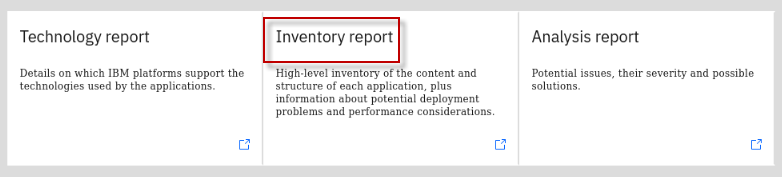 Technology report
Details on which IBM platforms support the
technologies used by the applications.
Inventory report
High-level inventory of the content and
structure of each application, plus
information about potential deployment
problems and performance considerations.
Analysis report
Potential issues, their severity and possible
solutions.